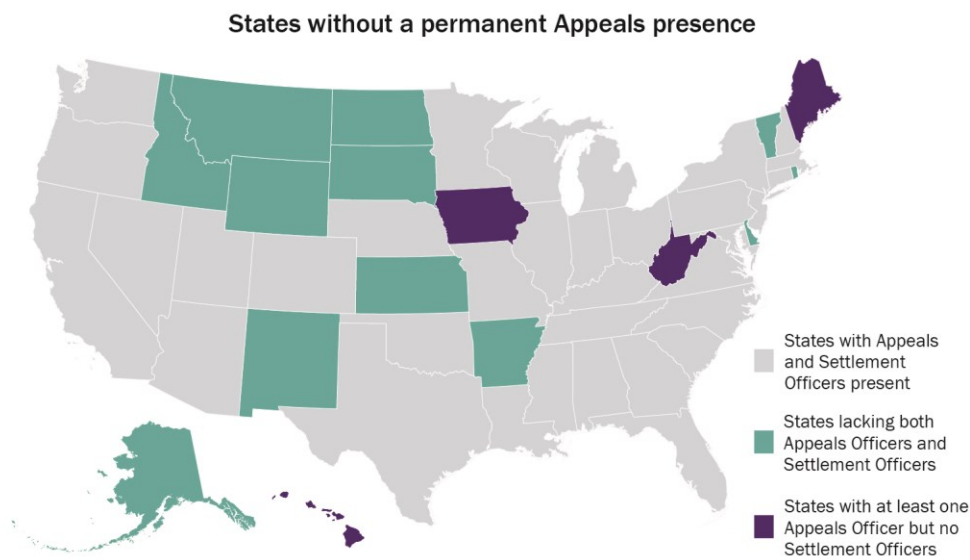 States without a permanent Appeals presence
States with Appeals
and Settlement
Officers present
States lacking both
Appeals Officers and
Settlement Officers
States with at least one
Appeals Officer but no
Settlement Officers